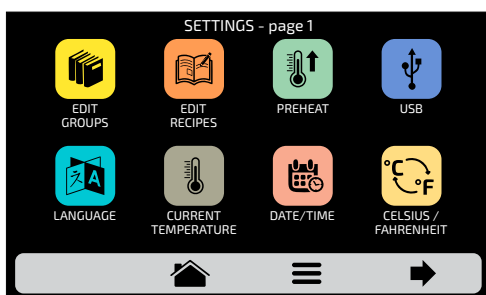 SETTINGS - page 1
EDIT
GROUPS
EDIT
RECIPES
PREHEAT
USB
LANGUAGE
CURRENT
TEMPERATURE
DATE/TIME
°C
°F
CELSIUS /
FAHRENHEIT